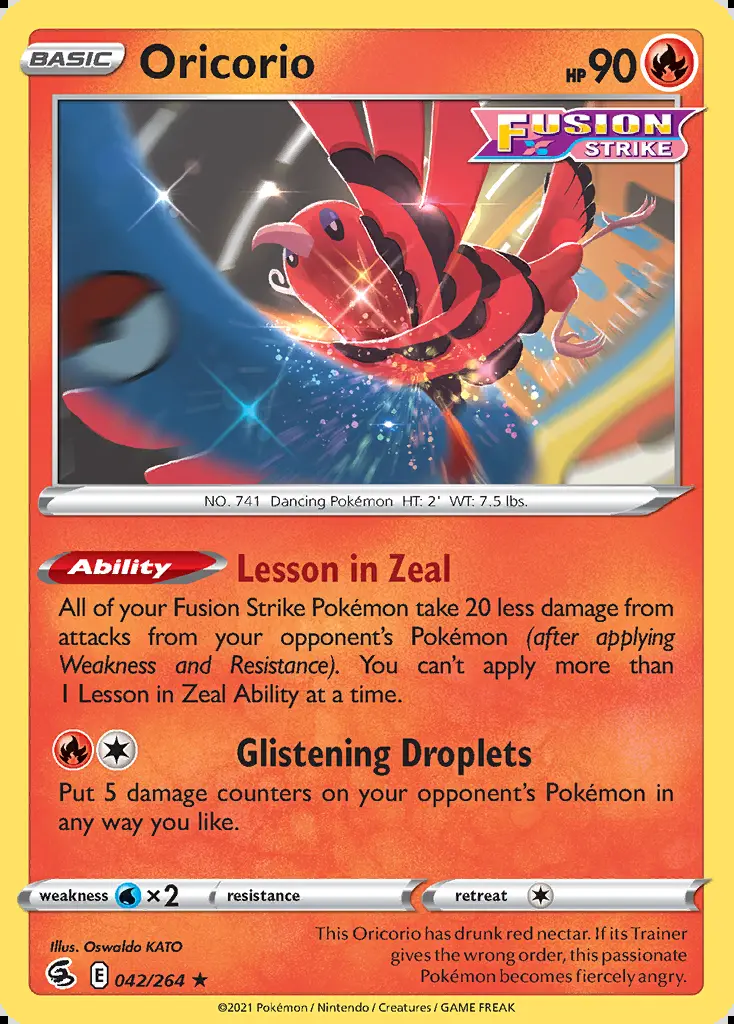 BASIC
Oricorio
HP 90
FUSION
STRIKE
NO. 741 Dancing Pokémon HT: 2' WT: 7.5 lbs.
Ability Lesson in Zeal
All of your Fusion Strike Pokémon take 20 less damage from
attacks from your opponent's Pokémon (after applying
Weakness and Resistance). You can't apply more than
1 Lesson in Zeal Ability at a time.
Glistening Droplets
Put 5 damage counters on your opponent's Pokémon in
any way you like.
weakness ×2 resistance retreat
Illus. Oswaldo KATO
E 042/264 ★
This Oricorio has drunk red nectar. If its Trainer
gives the wrong order, this passionate
Pokémon becomes fiercely angry.
©2021 Pokémon / Nintendo / Creatures / GAME FREAK